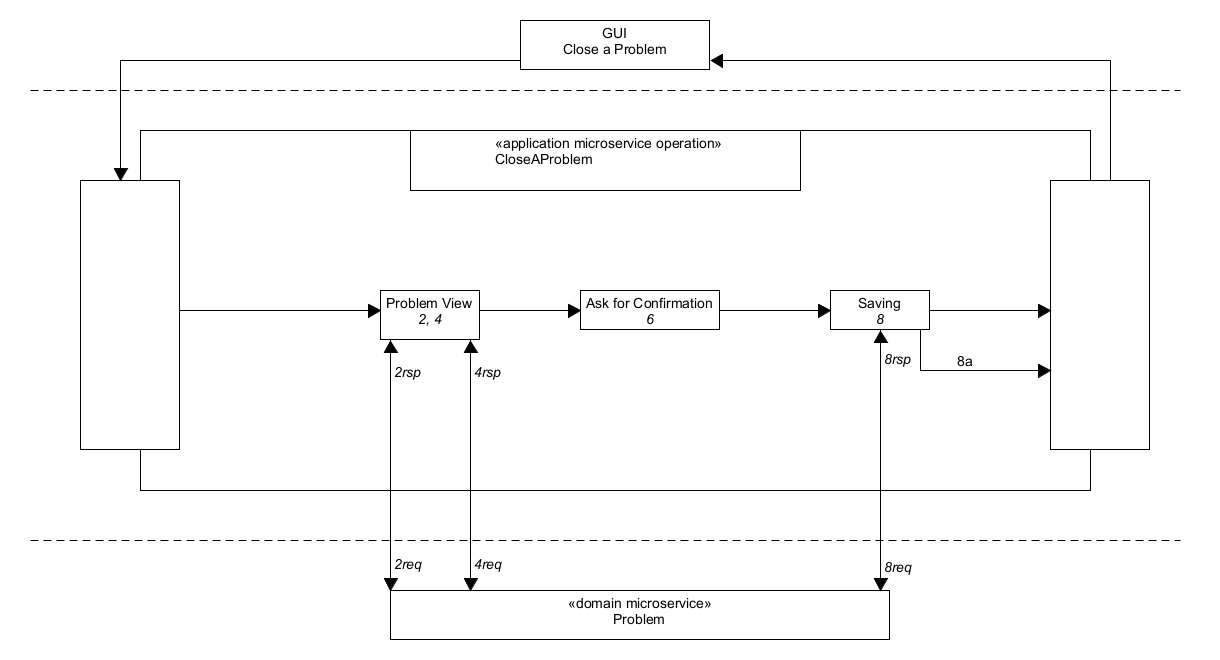 GUI
Close a Problem
«application microservice operation»
CloseAProblem
Problem View
2, 4
Ask for Confirmation
6
Saving
8
2rsp
4rsp
8rsp
8a
2req
4req
8req
«domain microservice»
Problem